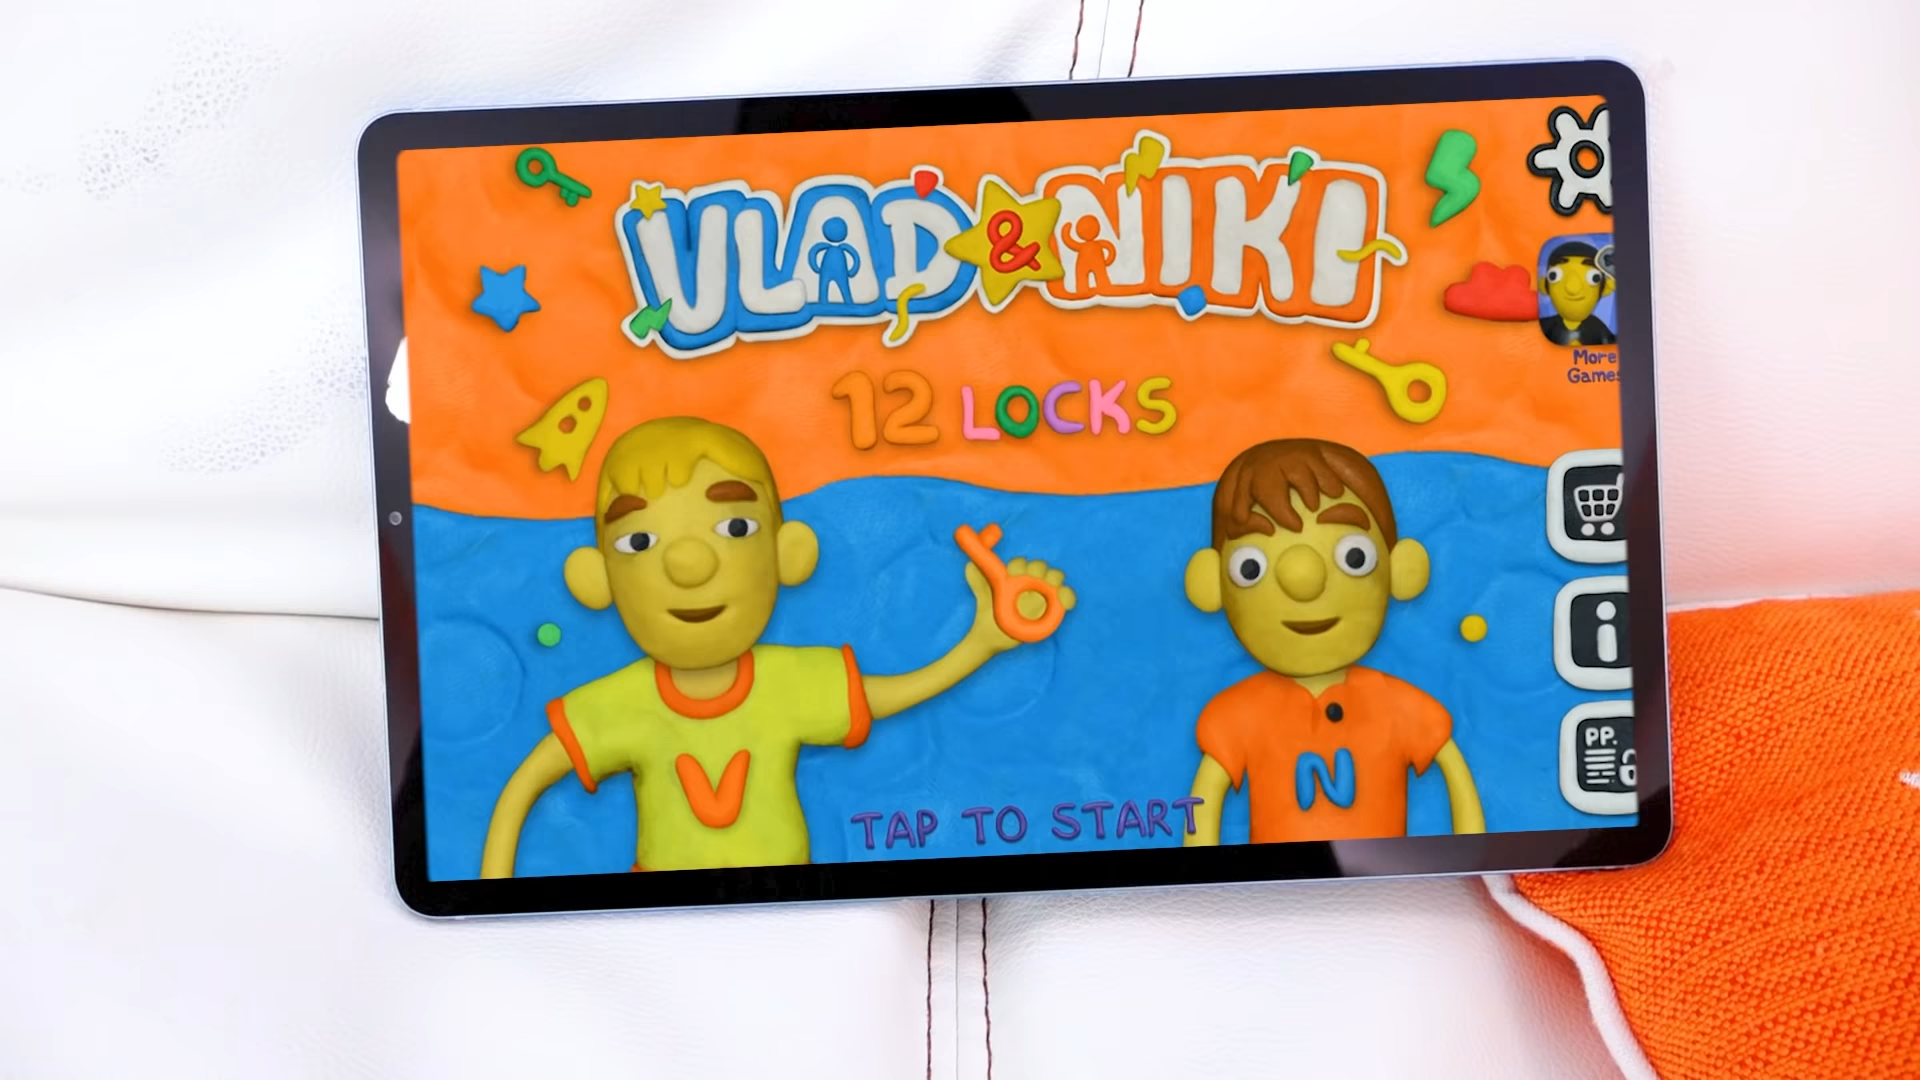 VLAD & NIKI
12 LOCKS
More
Games
V
N
i
PP.
TAP TO START